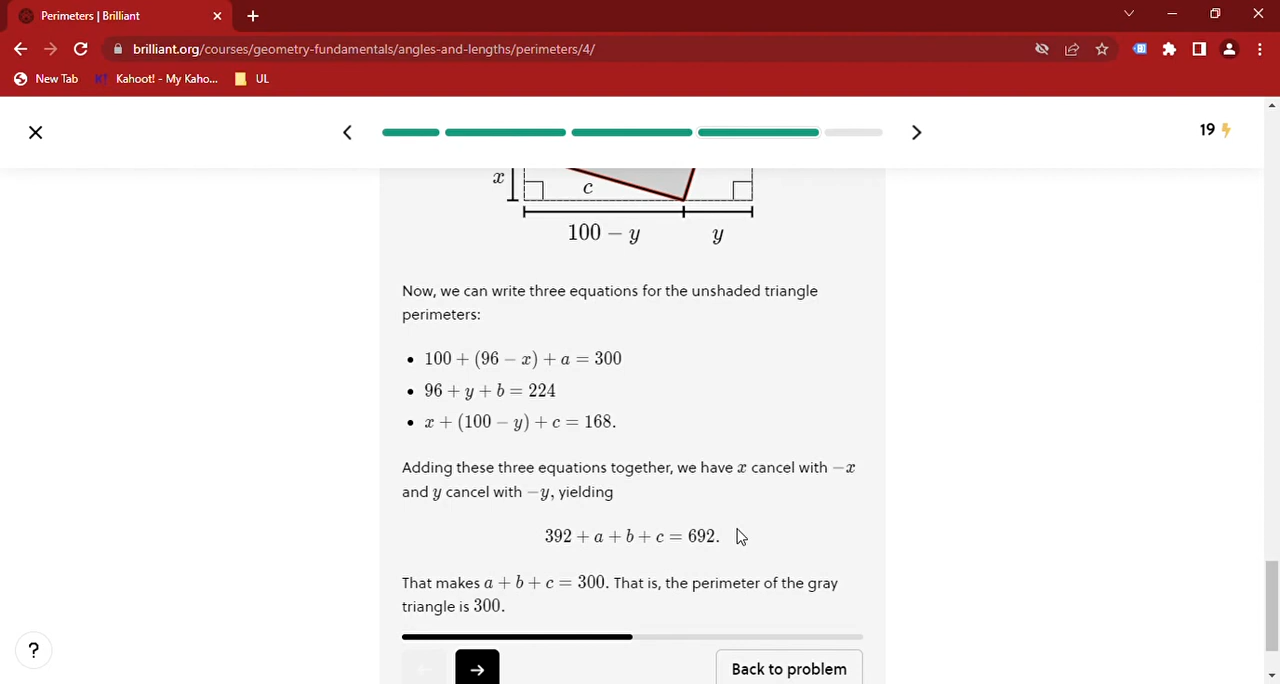 Perimeters | Brilliant
brilliant.org/courses/geometry-fundamentals/angles-and-lengths/perimeters/4/
New Tab Kahoot! - My Kaho... UL
19
x
c
100 − y y
Now, we can write three equations for the unshaded triangle
perimeters:
• 100 + (96 − x) + a = 300
• 96 + y + b = 224
• x + (100 − y) + c = 168.
Adding these three equations together, we have x cancel with −x
and y cancel with −y, yielding
392 + a + b + c = 692.
That makes a + b + c = 300. That is, the perimeter of the gray
triangle is 300.
? Back to problem